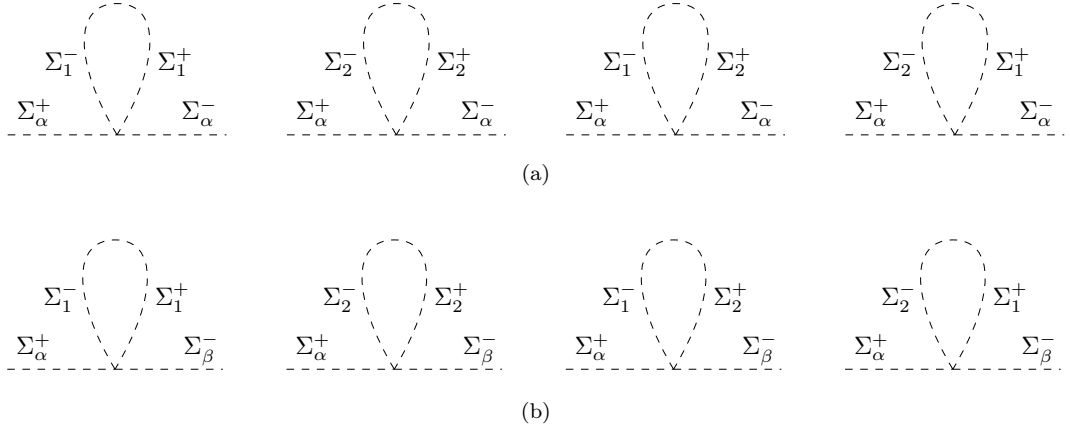 Σ₁⁻ Σ₁⁺ Σ₂⁻ Σ₂⁺ Σ₁⁻ Σ₂⁺ Σ₂⁻ Σ₁⁺
Σ_α⁺ Σ_α⁻ Σ_α⁺ Σ_α⁻ Σ_α⁺ Σ_α⁻ Σ_α⁺ Σ_α⁻
(a)
Σ₁⁻ Σ₁⁺ Σ₂⁻ Σ₂⁺ Σ₁⁻ Σ₂⁺ Σ₂⁻ Σ₁⁺
Σ_α⁺ Σ_β⁻ Σ_α⁺ Σ_β⁻ Σ_α⁺ Σ_β⁻ Σ_α⁺ Σ_β⁻
(b)